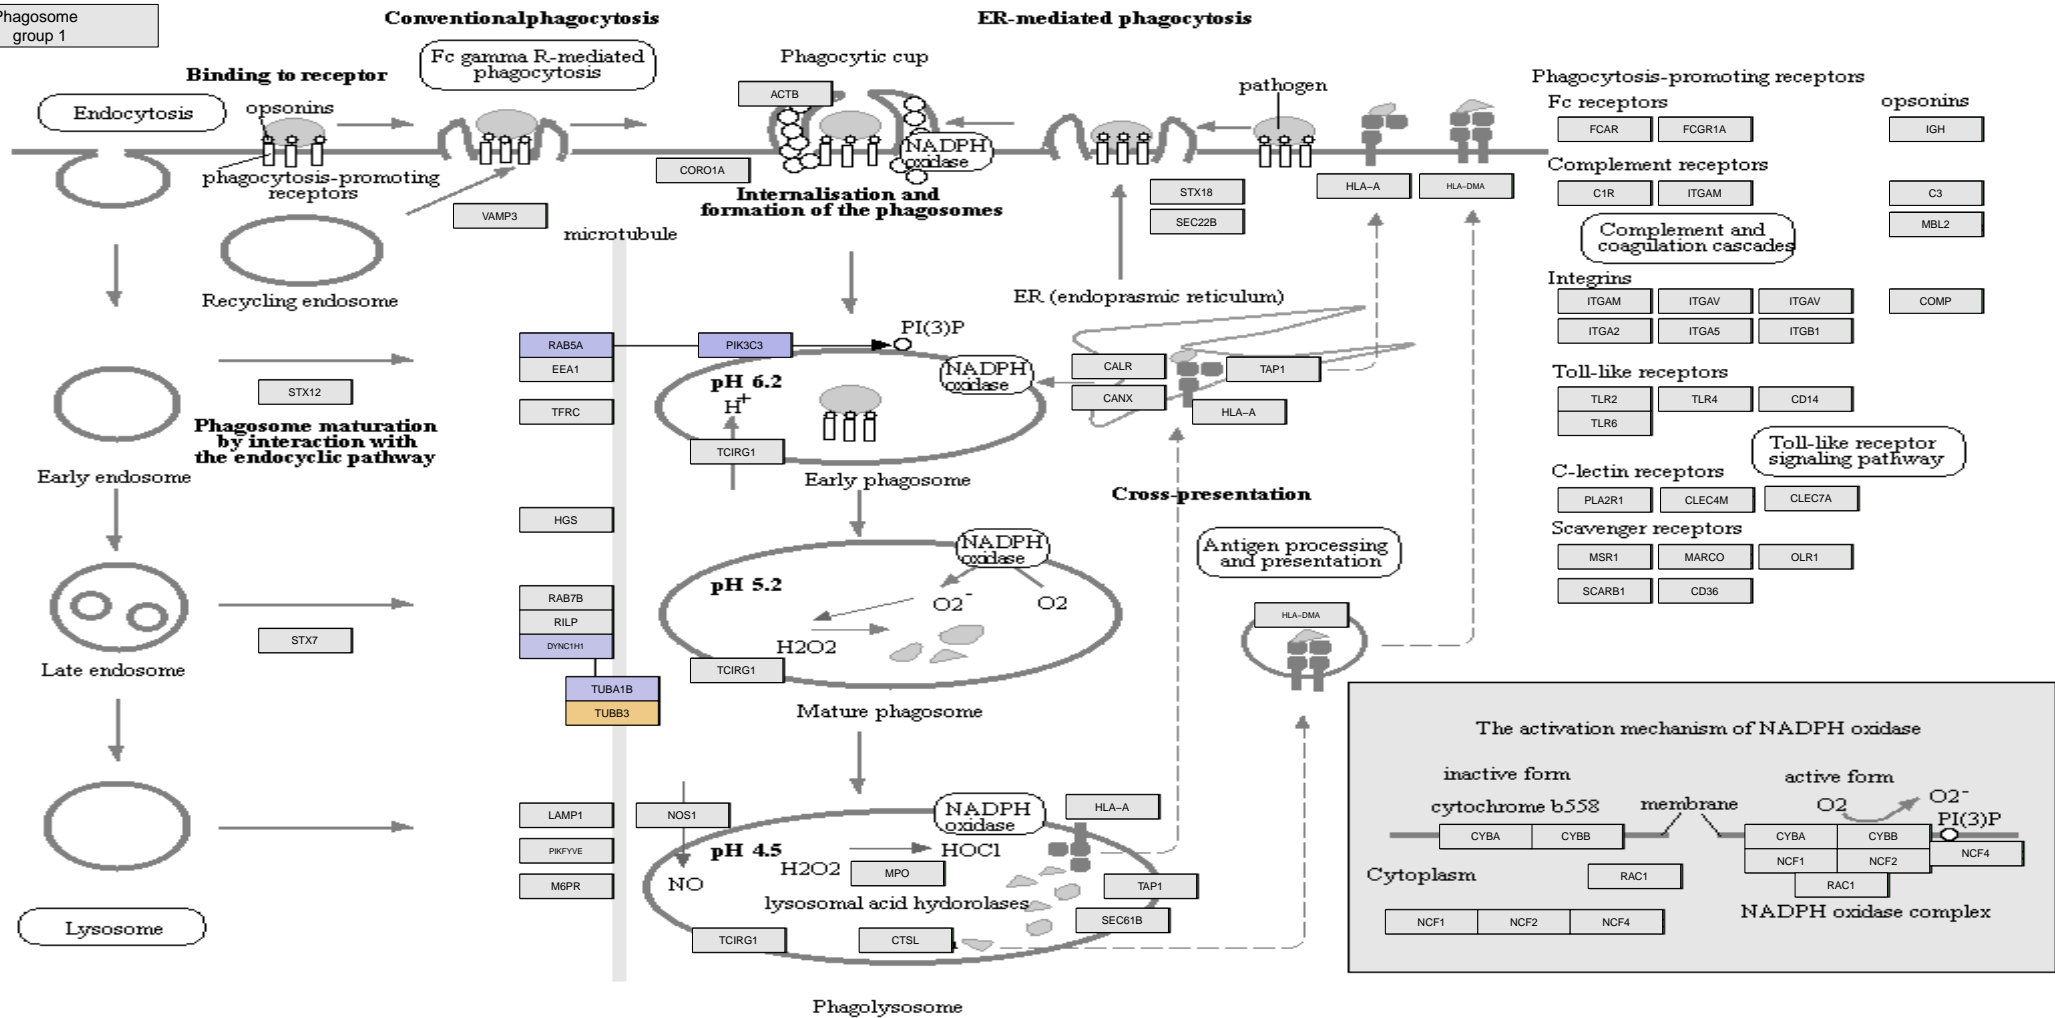 Phagosome
group 1
Conventionalphagocytosis
ER-mediated phagocytosis
Fc gamma R-mediated
phagocytosis
Phagocytic cup
Binding to receptor
Endocytosis
opsonins
ACTB
pathogen
NADPH
oxidase
phagocytosis-promoting
receptors
CORO1A
Internalisation and
formation of the phagosomes
VAMP3
STX18
SEC22B
HLA-A
HLA-DMA
microtubule
Recycling endosome
ER (endoprasmic reticulum)
RAB5A
EEA1
PIK3C3
PI(3)P
STX12
TFRC
Phagosome maturation
by interaction with
the endocyclic pathway
Early endosome
pH 6.2
H+
TCIRG1
NADPH
oxidase
CALR
CANX
TAP1
HLA-A
Early phagosome
Cross-presentation
HGS
NADPH
oxidase
Antigen processing
and presentation
pH 5.2
O2-
O2
H2O2
TCIRG1
RAB7B
RILP
DYNC1H1
STX7
Late endosome
TUBA1B
TUBB3
HLA-DMA
Mature phagosome
LAMP1
PIKFYVE
M6PR
NOS1
NADPH
oxidase
HLA-A
pH 4.5
H2O2
HOCl
MPO
NO
lysosomal acid hydorolases
TAP1
SEC61B
TCIRG1
CTSL
Lysosome
Phagolysosome
Phagocytosis-promoting receptors
Fc receptors
opsonins
FCAR
FCGR1A
IGH
Complement receptors
C1R
ITGAM
C3
MBL2
Complement and
coagulation cascades
Integrins
ITGAM
ITGAV
ITGAV
COMP
ITGA2
ITGA5
ITGB1
Toll-like receptors
TLR2
TLR4
CD14
TLR6
Toll-like receptor
signaling pathway
C-lectin receptors
PLA2R1
CLEC4M
CLEC7A
Scavenger receptors
MSR1
MARCO
OLR1
SCARB1
CD36
The activation mechanism of NADPH oxidase
inactive form
active form
cytochrome b558
membrane
O2
O2-
PI(3)P
CYBA
CYBB
CYBA
CYBB
NCF1
NCF2
NCF4
Cytoplasm
RAC1
RAC1
NADPH oxidase complex
NCF1
NCF2
NCF4